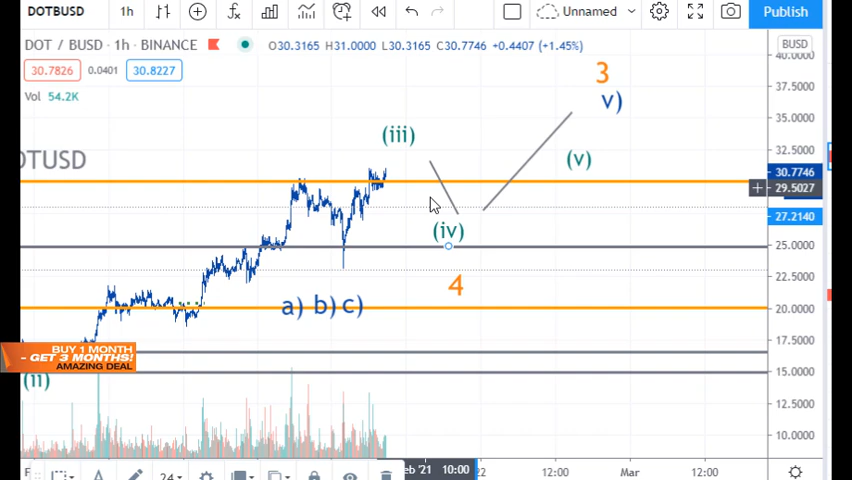 DOTBUSD 1h Unnamed Publish
DOT / BUSD · 1h · BINANCE O30.3165 H31.0000 L30.3165 C30.7746 +0.4407 (+1.45%) BUSD
30.7826 0.0401 30.8227
Vol 54.2K
40.0000
3
37.5000
v)
35.0000
(iii)
32.5000
OTUSD
(v)
30.7746
29.5027
27.2140
(iv)
25.0000
22.5000
4
a) b) c)
20.0000
17.5000
BUY 1 MONTH
- GET 3 MONTHS!
AMAZING DEAL
15.0000
(ii)
12.5000
10.0000
eb '21 10:00 22 12:00 Mar 12:00
24